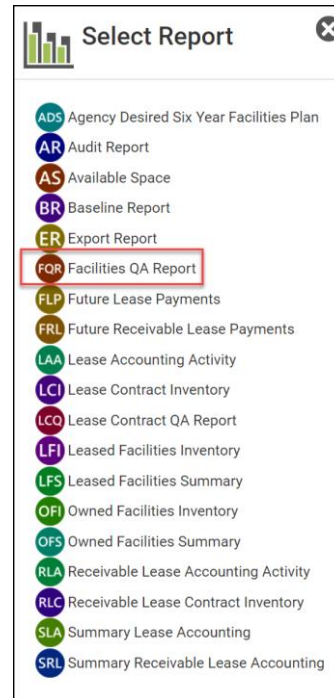 Select Report
ADS Agency Desired Six Year Facilities Plan
AR Audit Report
AS Available Space
BR Baseline Report
ER Export Report
FQR Facilities QA Report
FLP Future Lease Payments
FRL Future Receivable Lease Payments
LAA Lease Accounting Activity
LCI Lease Contract Inventory
LCQ Lease Contract QA Report
LFI Leased Facilities Inventory
LFS Leased Facilities Summary
OFI Owned Facilities Inventory
OFS Owned Facilities Summary
RLA Receivable Lease Accounting Activity
RLC Receivable Lease Contract Inventory
SLA Summary Lease Accounting
SRL Summary Receivable Lease Accounting